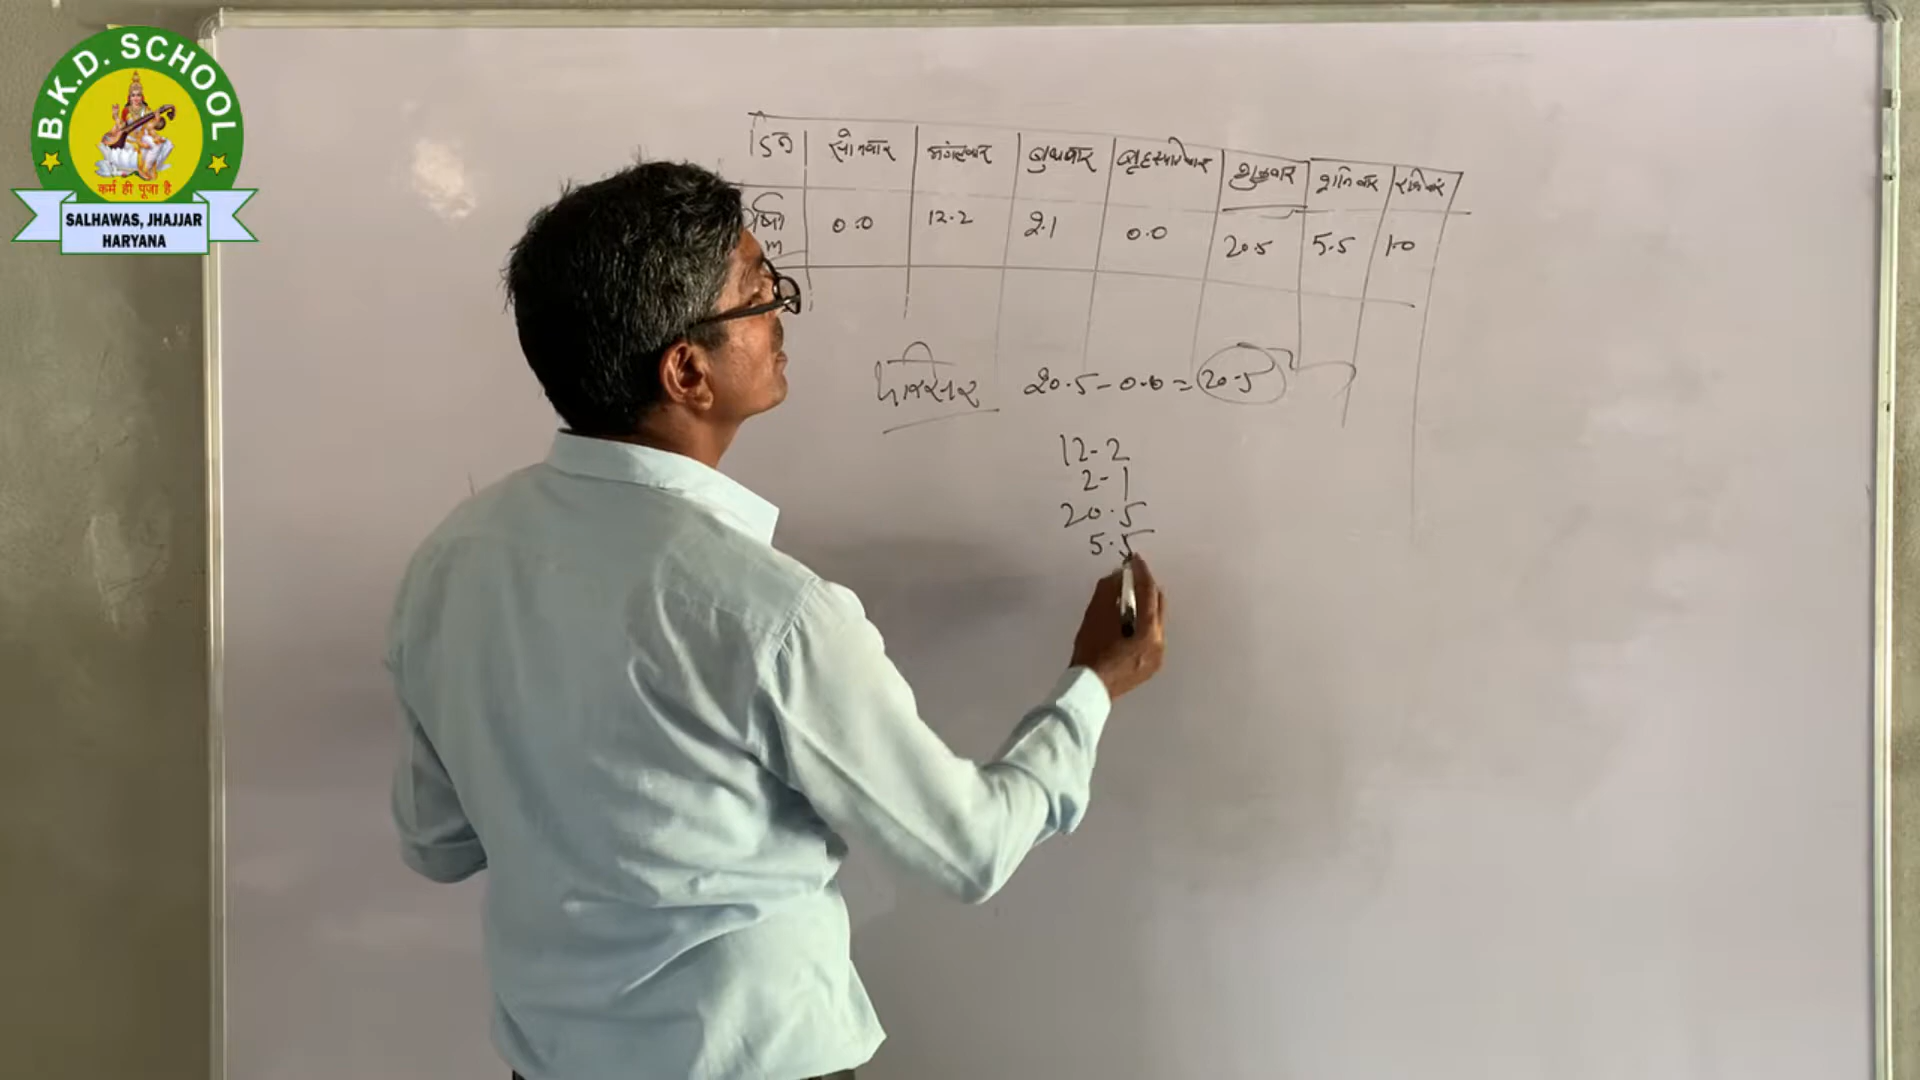 B.K.D. SCHOOL
कर्म ही पूजा है
SALHAWAS, JHAJJAR
HARYANA
दिन सोमवार मंगलवार बुधवार बृहस्पतिवार शुक्रवार शनिवार
m 0.0 12.2 2.1 0.0 20.5 5.5 1.0
परिसर 20.5 - 0.0 = 20.5
12.2
2.1
20.5
5.5